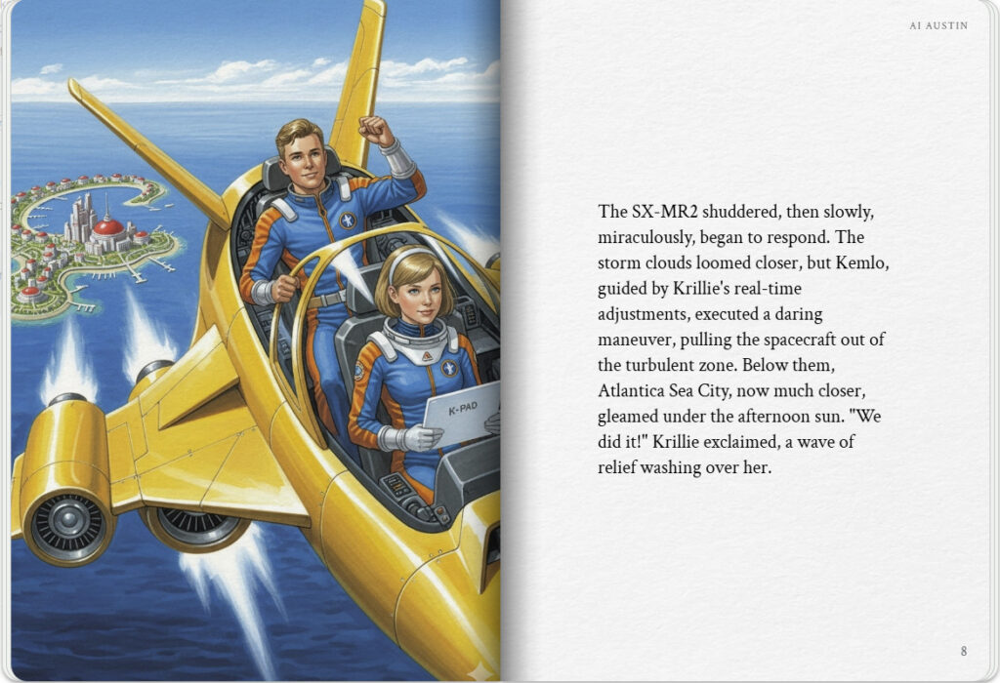 K-PAD
AI AUSTIN
The SX-MR2 shuddered, then slowly,
miraculously, began to respond. The
storm clouds loomed closer, but Kemlo,
guided by Krillie's real-time
adjustments, executed a daring
maneuver, pulling the spacecraft out of
the turbulent zone. Below them,
Atlantica Sea City, now much closer,
gleamed under the afternoon sun. "We
did it!" Krillie exclaimed, a wave of
relief washing over her.
8